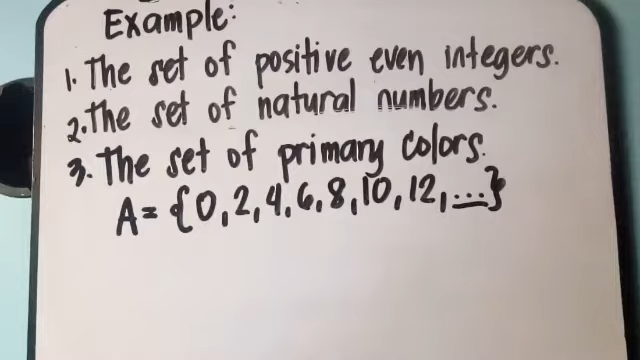 Example:
1. The set of positive even integers.
2. The set of natural numbers.
3. The set of primary colors.
A = {0, 2, 4, 6, 8, 10, 12, ...}